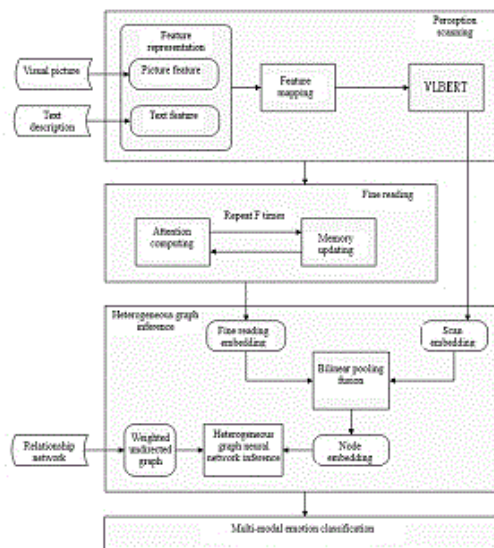 Perception
scanning
Feature
representation
Visual picture
Picture feature
Feature
mapping
VLBERT
Text
description
Text feature
Fine reading
Attention
computing
Repeat F times
Memory
updating
Heterogeneous graph
inference
Fine reading
embedding
Scan
embedding
Bilinear pooling
fusion
Relationship
network
Weighted
undirected
graph
Heterogeneous
graph neural
network inference
Node
embedding
Multi-modal emotion classification